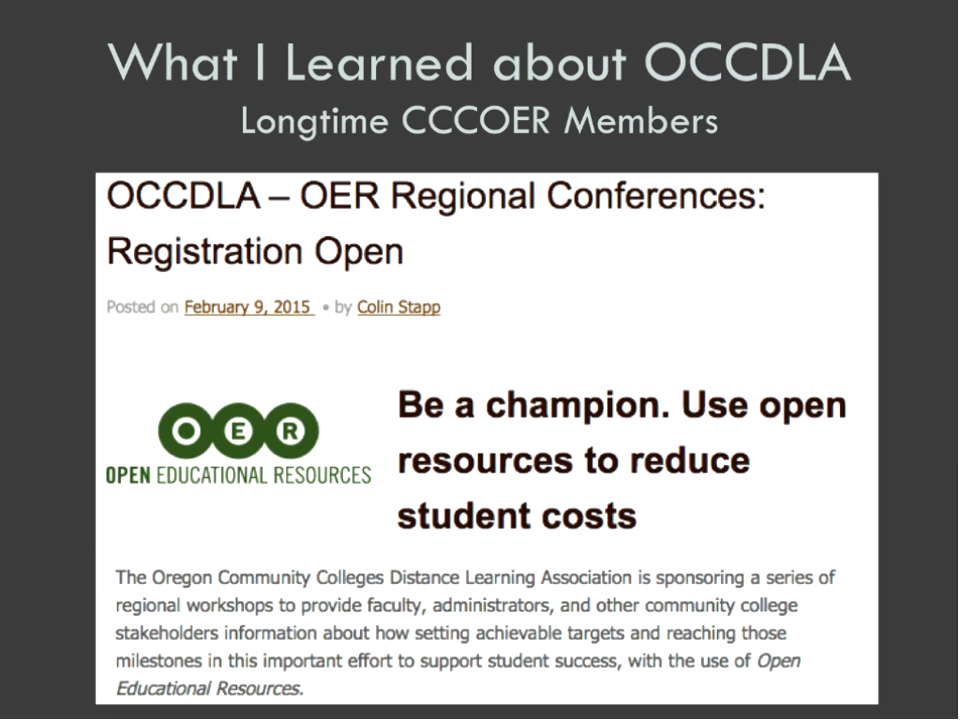 What I Learned about OCCDLA
Longtime CCCOER Members
OCCDLA – OER Regional Conferences:
Registration Open
Posted on February 9, 2015 • by Colin Stapp
OER
OPEN EDUCATIONAL RESOURCES
Be a champion. Use open
resources to reduce
student costs
The Oregon Community Colleges Distance Learning Association is sponsoring a series of
regional workshops to provide faculty, administrators, and other community college
stakeholders information about how setting achievable targets and reaching those
milestones in this important effort to support student success, with the use of Open
Educational Resources.